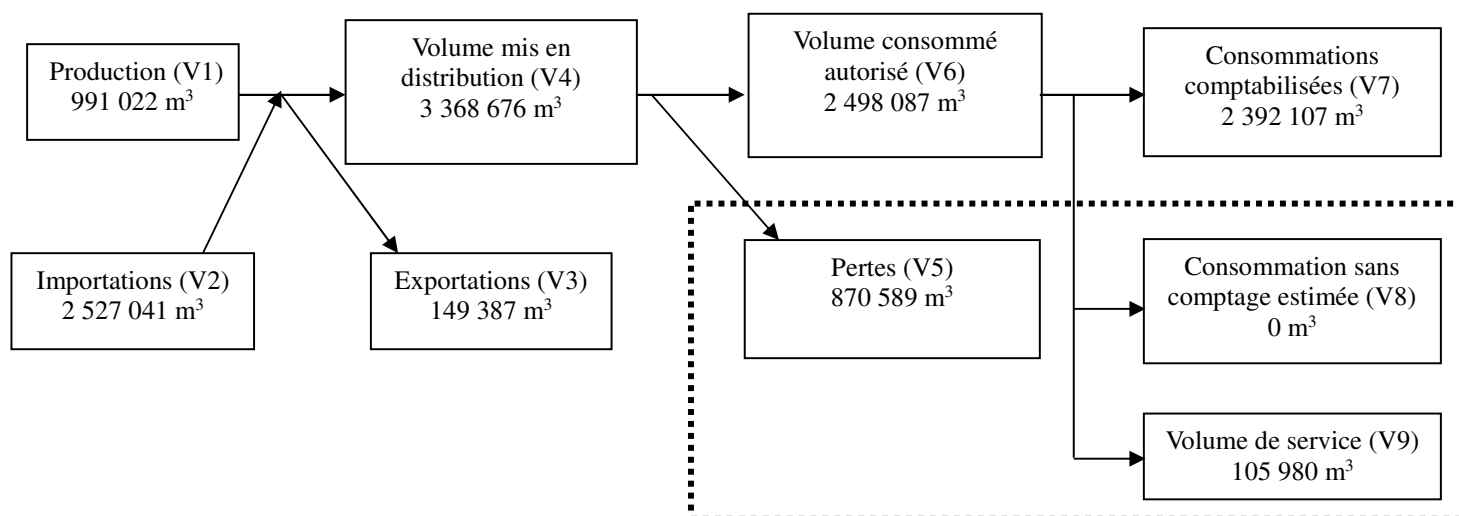 Production (V1)
991 022 m³
Volume mis en
distribution (V4)
3 368 676 m³
Volume consommé
autorisé (V6)
2 498 087 m³
Consommations
comptabilisées (V7)
2 392 107 m³
Importations (V2)
2 527 041 m³
Exportations (V3)
149 387 m³
Pertes (V5)
870 589 m³
Consommation sans
comptage estimée (V8)
0 m³
Volume de service (V9)
105 980 m³